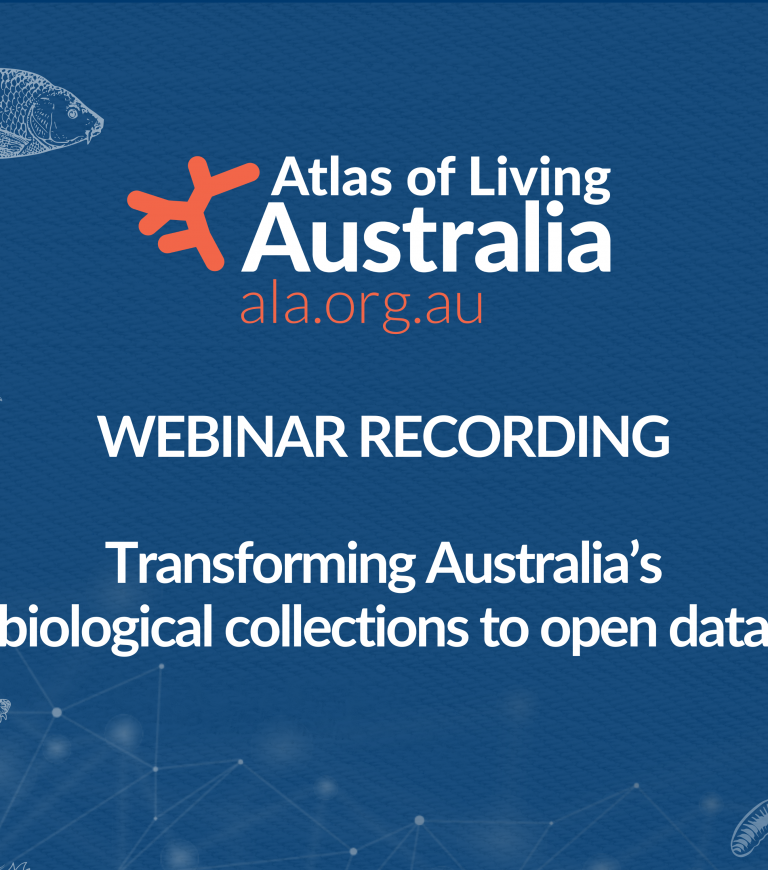 Atlas of Living
Australia
ala.org.au
WEBINAR RECORDING
Transforming Australia’s
biological collections to open data